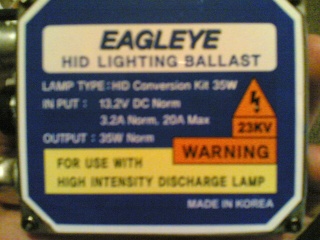 EAGLEYE
HID LIGHTING BALLAST
LAMP TYPE : HID Conversion Kit 35W
IN PUT : 13.2V DC Norm
3.2A Norm, 20A Max
23KV
OUTPUT : 35W Norm
WARNING
FOR USE WITH
HIGH INTENSITY DISCHARGE LAMP
MADE IN KOREA